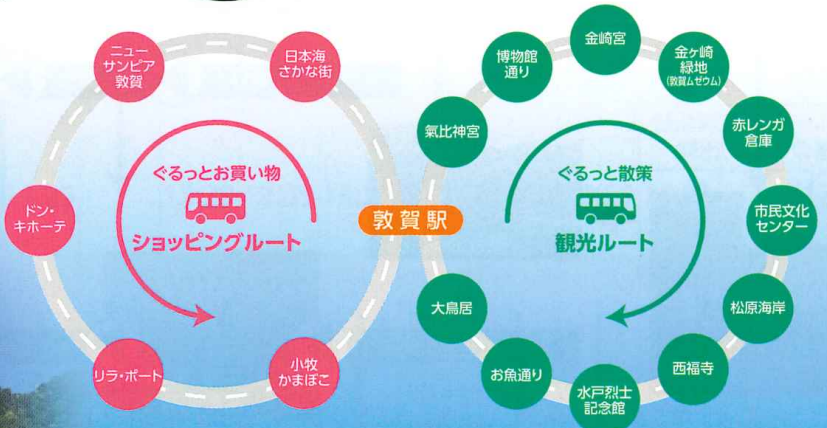 ニュー
サンピア
敦賀
日本海
さかな街
ドン・
キホーテ
ぐるっとお買い物
ショッピングルート
リラ・ポート
小牧
かまぼこ
敦賀駅
氣比神宮
博物館
通り
金崎宮
金ヶ崎
緑地
(敦賀ムゼウム)
赤レンガ
倉庫
市民文化
センター
松原海岸
西福寺
水戸烈士
記念館
お魚通り
大鳥居
ぐるっと散策
観光ルート